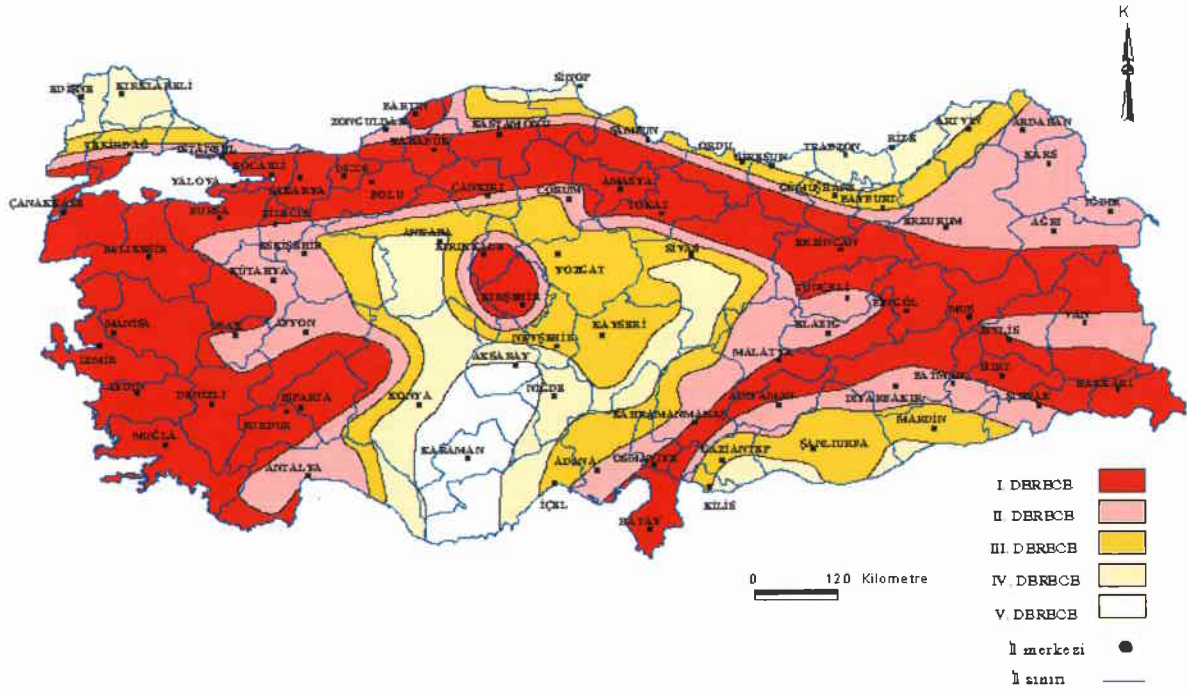 K
SİNOP
EDİRNE
KIRKLARELİ
BARTIN
ZONGULDAK
KASTAMONU
KARABÜK
TEKİRDAĞ
İSTANBUL
KOCAELİ
SAKARYA
DÜZCE
BOLU
YALOVA
SAMSUN
ORDU
GİRESUN
TRABZON
RİZE
ARTVİN
ARDAHAN
KARS
ÇANAKKALE
BURSA
BİLECİK
ÇANKIRI
ÇORUM
AMASYA
TOKAT
GÜMÜŞHANE
BAYBURT
ERZURUM
AĞRI
IĞDIR
BALIKESİR
ESKİŞEHİR
ANKARA
KIRIKKALE
YOZGAT
SİVAS
ERZİNCAN
KÜTAHYA
KIRŞEHİR
TUNCELİ
BİNGÖL
MUŞ
VAN
MANİSA
UŞAK
AFYON
NEVŞEHİR
KAYSERİ
ELAZIĞ
BİTLİS
İZMİR
AKSARAY
MALATYA
AYDIN
DENİZLİ
ISPARTA
BURDUR
KONYA
NİĞDE
KAHRAMANMARAŞ
ADIYAMAN
DİYARBAKIR
BATMAN
SİİRT
ŞIRNAK
HAKKARİ
MUĞLA
ANTALYA
KARAMAN
ADANA
OSMANİYE
GAZİANTEP
ŞANLIURFA
MARDİN
İÇEL
HATAY
KİLİS
I. DERECE
II. DERECE
III. DERECE
IV. DERECE
V. DERECE
0 120 Kilometre
İl merkezi
İl sınırı